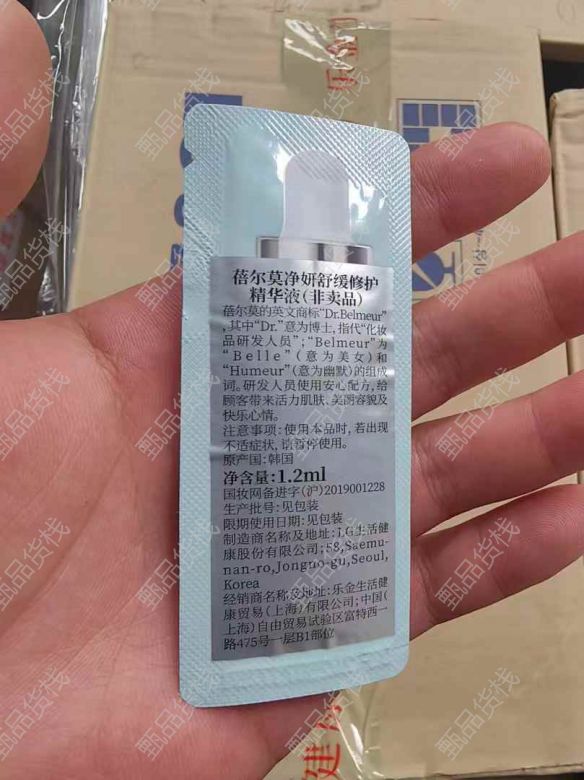 蓓尔莫净妍舒缓修护
精华液(非卖品)
蓓尔莫的英文商标"Dr.Belmeur"
,其中"Dr."意为博士,指代"化妆
品研发人员";"Belmeur"为
"Belle"(意为美女)和
"Humeur"(意为幽默)的组成
词。研发人员使用安心配方,给
顾客带来活力肌肤、美丽容貌及
快乐心情。
注意事项:使用本品时,若出现
不适症状,请暂停使用。
原产国:韩国
净含量:1.2ml
国妆网备进字(沪)2019001228
生产批号:见包装
限期使用日期:见包装
制造商名称及地址:LG生活健
康股份有限公司;58,Saemu-
nan-ro,Jongno-gu,Seoul,
Korea
经销商名称及地址:乐金生活健
康贸易(上海)有限公司;中国(
上海)自由贸易试验区富特西一
路475号一层B1部位
甄品货栈